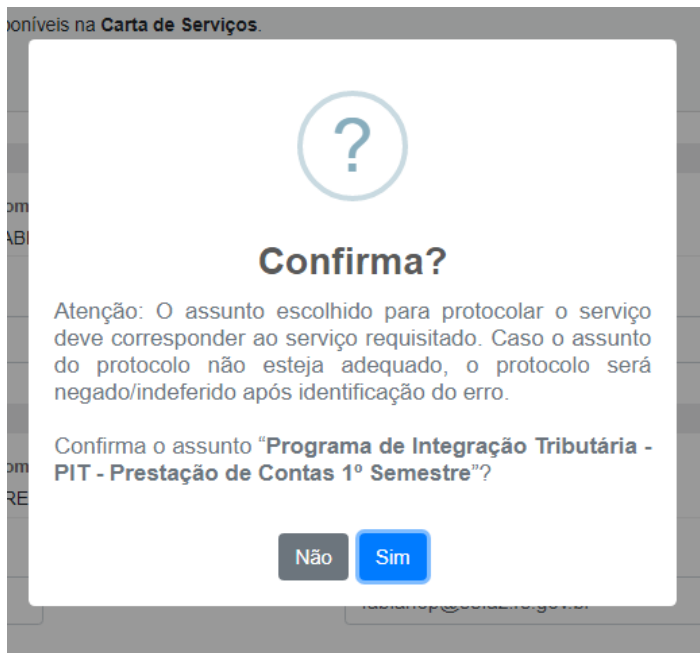 poníveis na Carta de Serviços.
?
Confirma?
Atenção: O assunto escolhido para protocolar o serviço
deve corresponder ao serviço requisitado. Caso o assunto
do protocolo não esteja adequado, o protocolo será
negado/indeferido após identificação do erro.
Confirma o assunto “Programa de Integração Tributária -
PIT - Prestação de Contas 1º Semestre”?
Não
Sim